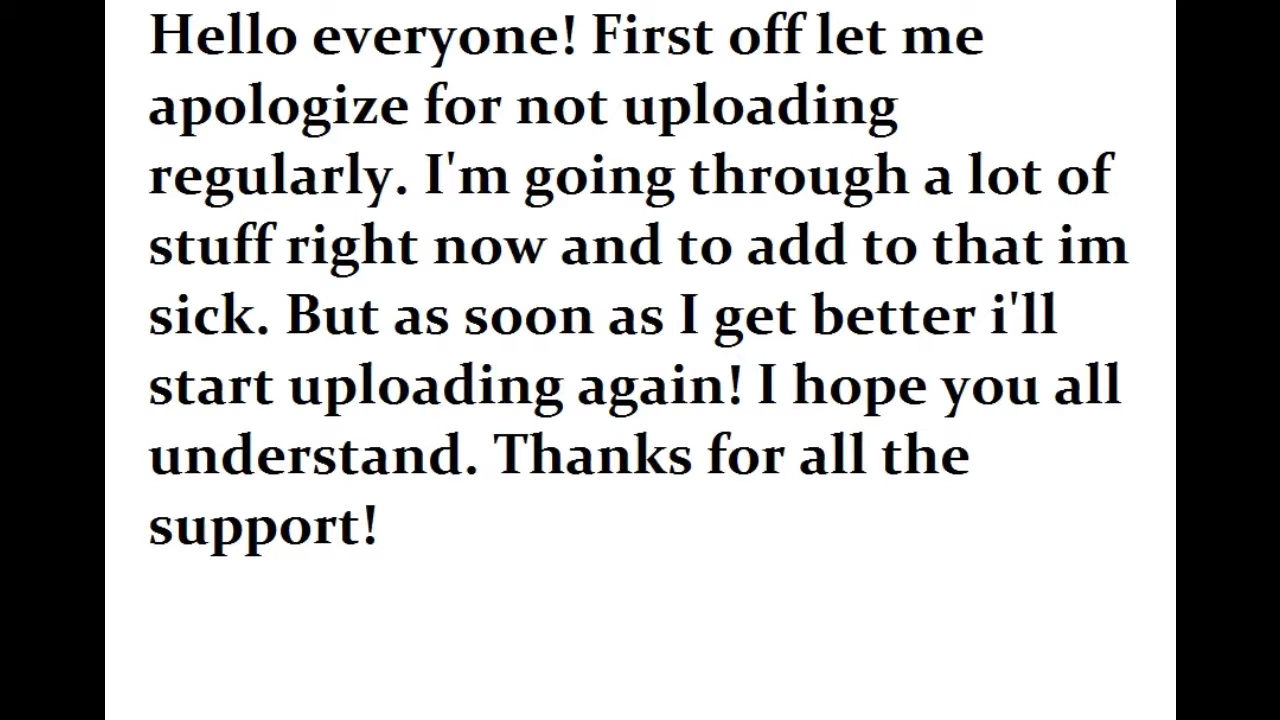 Hello everyone! First off let me
apologize for not uploading
regularly. I'm going through a lot of
stuff right now and to add to that im
sick. But as soon as I get better i'll
start uploading again! I hope you all
understand. Thanks for all the
support!